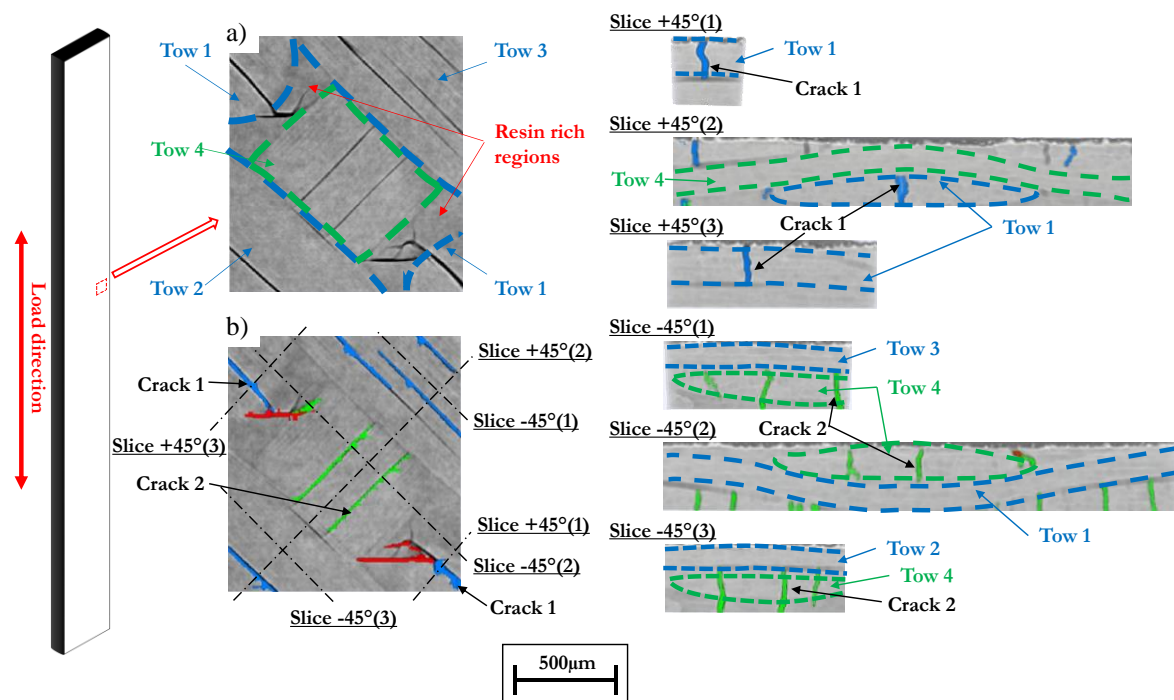 Load direction
a)
Tow 1
Tow 3
Tow 4
Resin rich
regions
Tow 2
Tow 1
b)
Crack 1
Slice +45°(2)
Slice -45°(1)
Slice +45°(3)
Crack 2
Slice +45°(1)
Slice -45°(2)
Crack 1
Slice -45°(3)
500µm
Slice +45°(1)
Tow 1
Crack 1
Slice +45°(2)
Tow 4
Crack 1
Tow 1
Slice +45°(3)
Slice -45°(1)
Tow 3
Tow 4
Crack 2
Slice -45°(2)
Tow 1
Slice -45°(3)
Tow 2
Tow 4
Crack 2